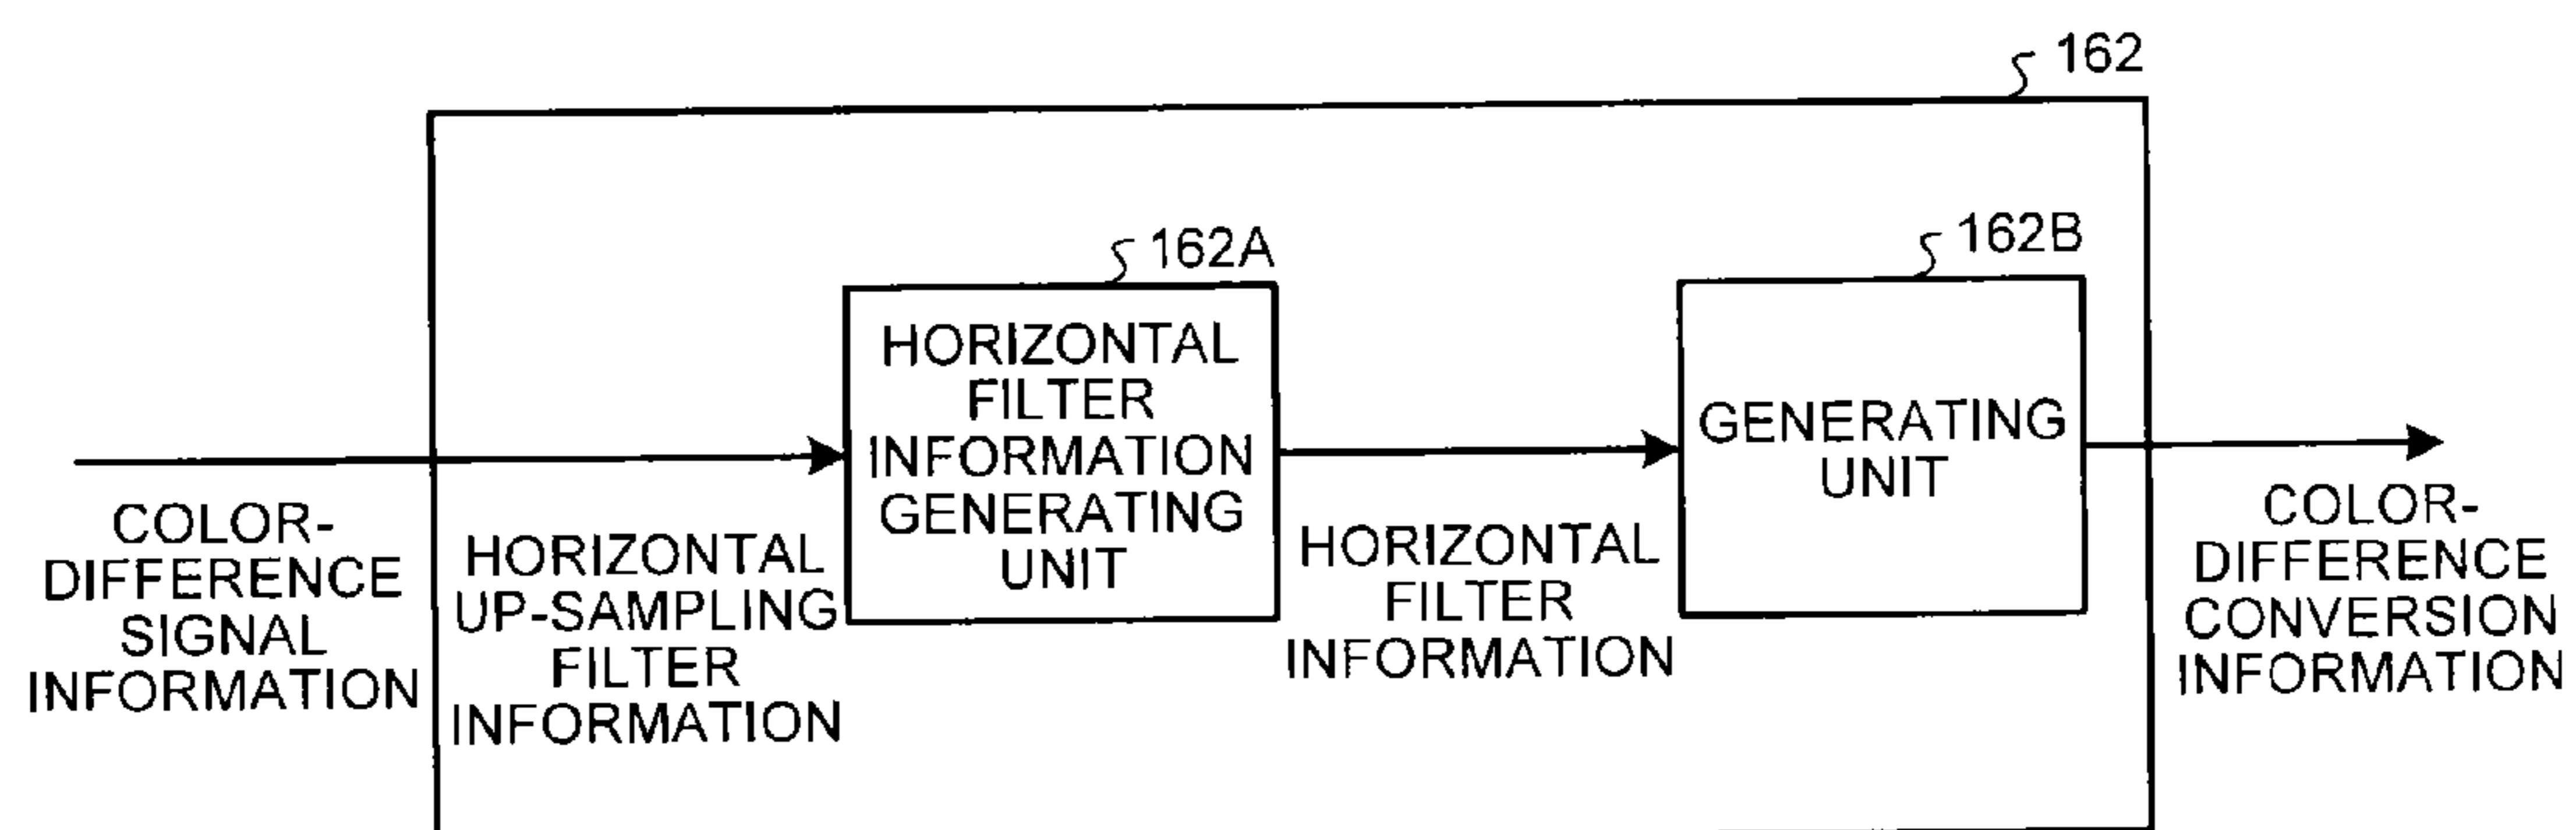 162
162A
162B
HORIZONTAL
FILTER
INFORMATION
GENERATING
UNIT
GENERATING
UNIT
COLOR-
DIFFERENCE
SIGNAL
INFORMATION
HORIZONTAL
UP-SAMPLING
FILTER
INFORMATION
HORIZONTAL
FILTER
INFORMATION
COLOR-
DIFFERENCE
CONVERSION
INFORMATION